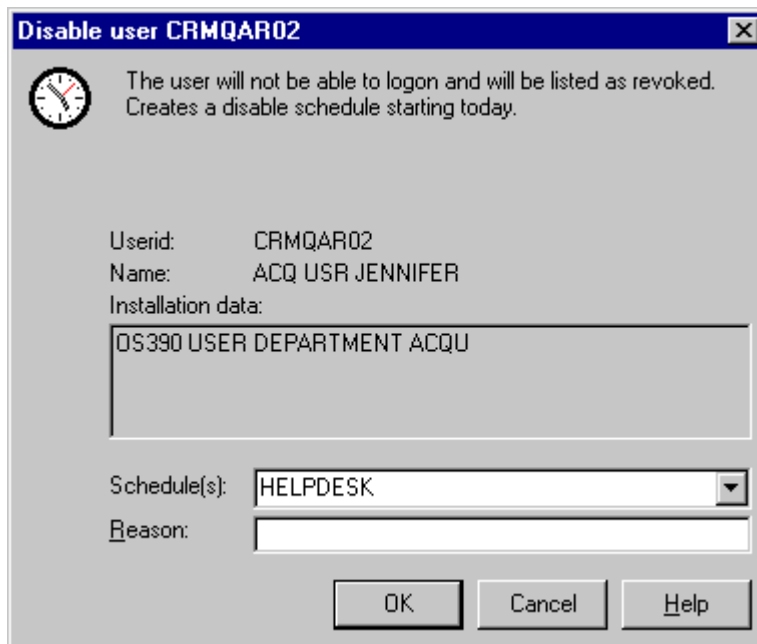 Disable user CRMQAR02
The user will not be able to logon and will be listed as revoked.
Creates a disable schedule starting today.
Userid: CRMQAR02
Name: ACQ USR JENNIFER
Installation data:
OS390 USER DEPARTMENT ACQU
Schedule(s): HELPDESK
Reason:
OK Cancel Help